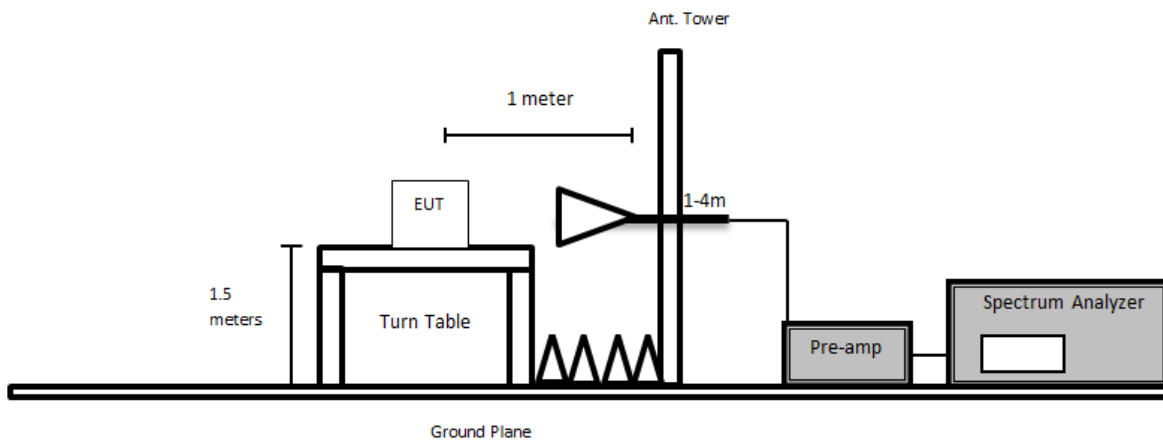 Ant. Tower
1 meter
EUT
1-4m
1.5
meters
Turn Table
Spectrum Analyzer
Pre-amp
Ground Plane